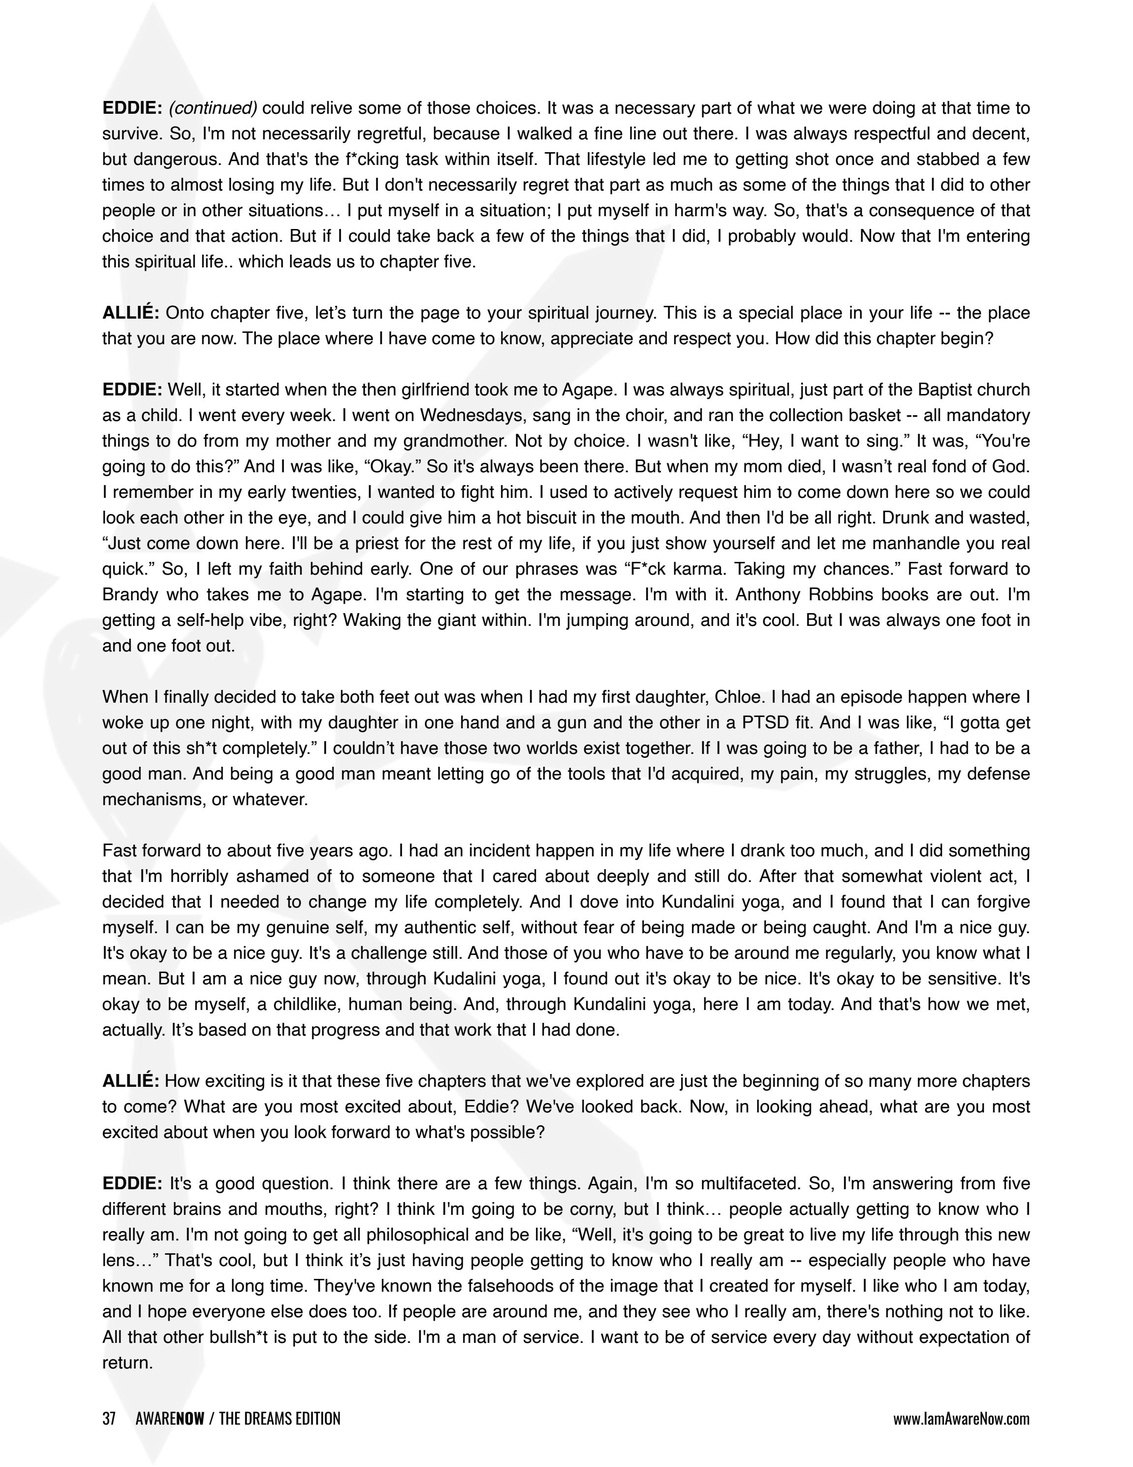 EDDIE: (continued) could relive some of those choices. It was a necessary part of what we were doing at that time to
survive. So, I'm not necessarily regretful, because I walked a fine line out there. I was always respectful and decent,
but dangerous. And that's the f*cking task within itself. That lifestyle led me to getting shot once and stabbed a few
times to almost losing my life. But I don't necessarily regret that part as much as some of the things that I did to other
people or in other situations… I put myself in a situation; I put myself in harm's way. So, that's a consequence of that
choice and that action. But if I could take back a few of the things that I did, I probably would. Now that I'm entering
this spiritual life.. which leads us to chapter five.
ALLIÉ: Onto chapter five, let’s turn the page to your spiritual journey. This is a special place in your life -- the place
that you are now. The place where I have come to know, appreciate and respect you. How did this chapter begin?
EDDIE: Well, it started when the then girlfriend took me to Agape. I was always spiritual, just part of the Baptist church
as a child. I went every week. I went on Wednesdays, sang in the choir, and ran the collection basket -- all mandatory
things to do from my mother and my grandmother. Not by choice. I wasn't like, “Hey, I want to sing.” It was, “You're
going to do this?” And I was like, “Okay.” So it's always been there. But when my mom died, I wasn’t real fond of God.
I remember in my early twenties, I wanted to fight him. I used to actively request him to come down here so we could
look each other in the eye, and I could give him a hot biscuit in the mouth. And then I'd be all right. Drunk and wasted,
“Just come down here. I'll be a priest for the rest of my life, if you just show yourself and let me manhandle you real
quick.” So, I left my faith behind early. One of our phrases was “F*ck karma. Taking my chances.” Fast forward to
Brandy who takes me to Agape. I'm starting to get the message. I'm with it. Anthony Robbins books are out. I'm
getting a self-help vibe, right? Waking the giant within. I'm jumping around, and it's cool. But I was always one foot in
and one foot out.
When I finally decided to take both feet out was when I had my first daughter, Chloe. I had an episode happen where I
woke up one night, with my daughter in one hand and a gun and the other in a PTSD fit. And I was like, “I gotta get
out of this sh*t completely.” I couldn’t have those two worlds exist together. If I was going to be a father, I had to be a
good man. And being a good man meant letting go of the tools that I'd acquired, my pain, my struggles, my defense
mechanisms, or whatever.
Fast forward to about five years ago. I had an incident happen in my life where I drank too much, and I did something
that I'm horribly ashamed of to someone that I cared about deeply and still do. After that somewhat violent act, I
decided that I needed to change my life completely. And I dove into Kundalini yoga, and I found that I can forgive
myself. I can be my genuine self, my authentic self, without fear of being made or being caught. And I'm a nice guy.
It's okay to be a nice guy. It's a challenge still. And those of you who have to be around me regularly, you know what I
mean. But I am a nice guy now, through Kudalini yoga, I found out it's okay to be nice. It's okay to be sensitive. It's
okay to be myself, a childlike, human being. And, through Kundalini yoga, here I am today. And that's how we met,
actually. It’s based on that progress and that work that I had done.
ALLIÉ: How exciting is it that these five chapters that we've explored are just the beginning of so many more chapters
to come? What are you most excited about, Eddie? We've looked back. Now, in looking ahead, what are you most
excited about when you look forward to what's possible?
EDDIE: It's a good question. I think there are a few things. Again, I'm so multifaceted. So, I'm answering from five
different brains and mouths, right? I think I'm going to be corny, but I think… people actually getting to know who I
really am. I'm not going to get all philosophical and be like, “Well, it's going to be great to live my life through this new
lens…” That's cool, but I think it’s just having people getting to know who I really am -- especially people who have
known me for a long time. They've known the falsehoods of the image that I created for myself. I like who I am today,
and I hope everyone else does too. If people are around me, and they see who I really am, there's nothing not to like.
All that other bullsh*t is put to the side. I'm a man of service. I want to be of service every day without expectation of
return.
37 AWARENOW / THE DREAMS EDITION
www.IamAwareNow.com